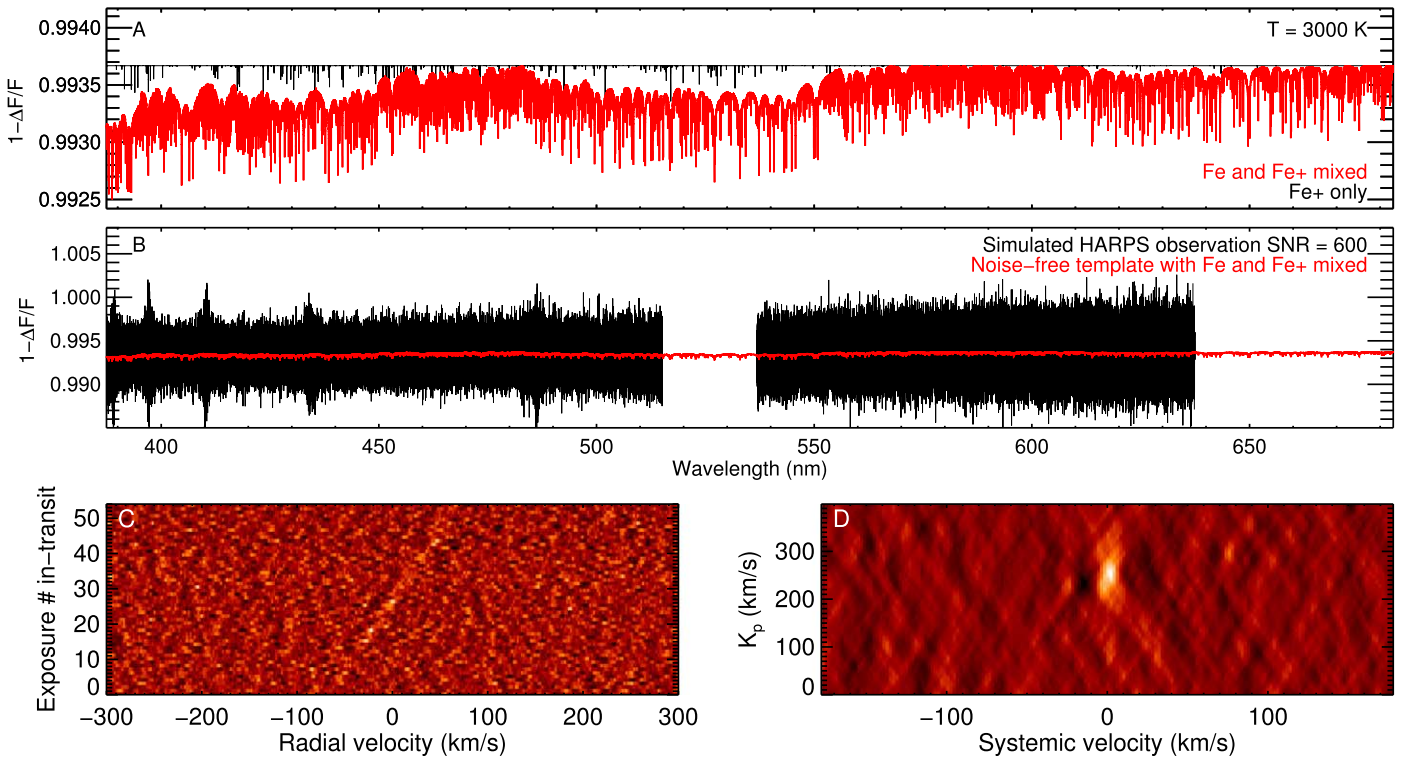 A
T = 3000 K
0.9940
0.9935
0.9930
0.9925
1−ΔF/F
Fe and Fe+ mixed
Fe+ only
B
Simulated HARPS observation SNR = 600
Noise−free template with Fe and Fe+ mixed
1.005
1.000
0.995
0.990
1−ΔF/F
400 450 500 550 600 650
Wavelength (nm)
C
50
40
30
20
10
0
Exposure # in−transit
−300 −200 −100 0 100 200 300
Radial velocity (km/s)
D
300
200
100
0
Kp (km/s)
−100 0 100
Systemic velocity (km/s)